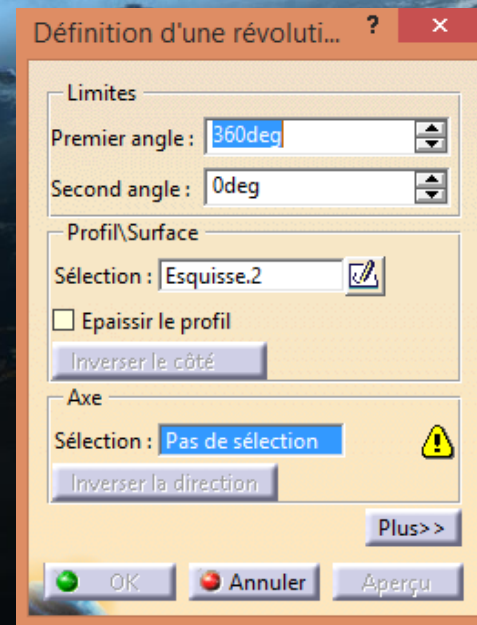 Définition d'une révoluti... ? ×
Limites
Premier angle : 360deg
Second angle : 0deg
Profil\Surface
Sélection : Esquisse.2
Epaissir le profil
Inverser le côté
Axe
Sélection : Pas de sélection
Inverser la direction
Plus>>
OK Annuler Aperçu